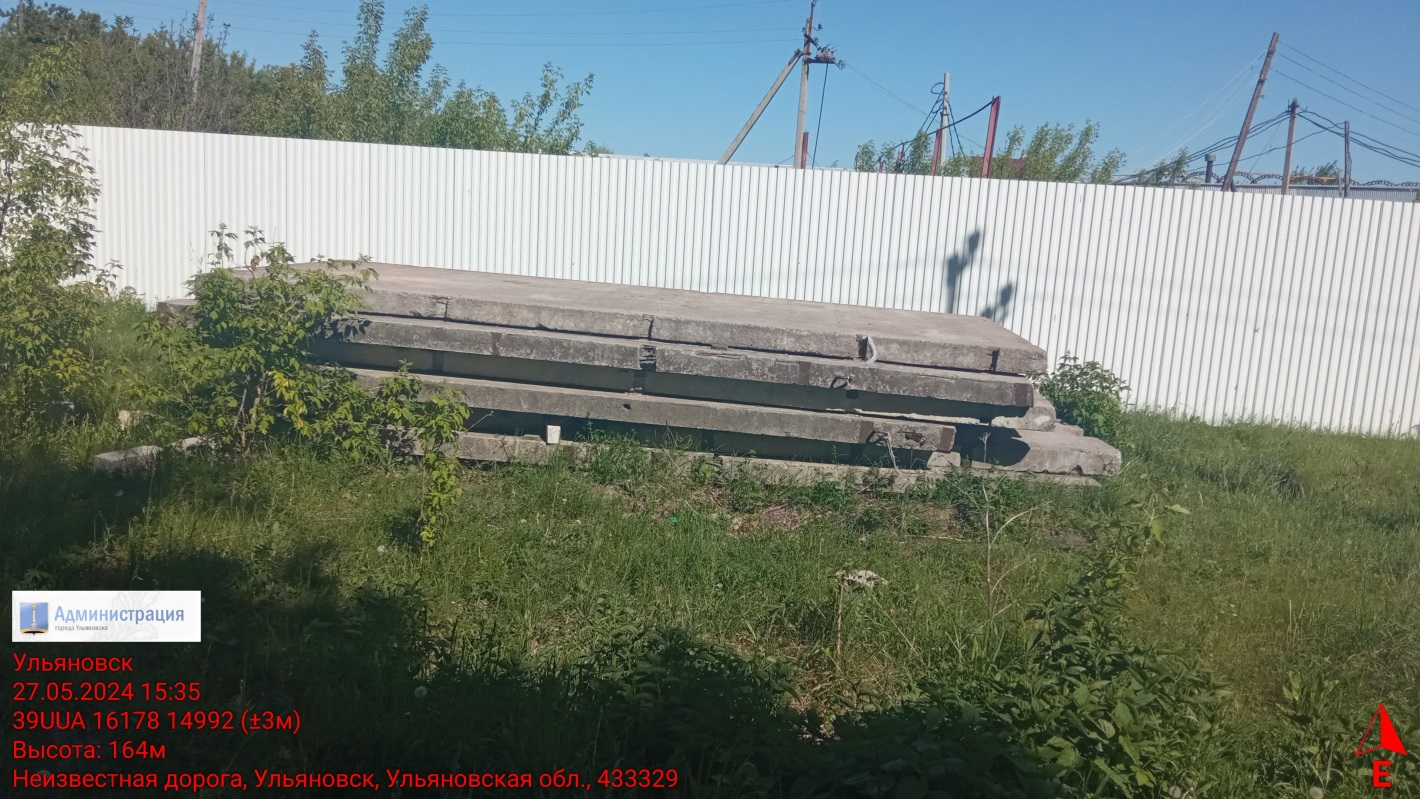 Администрация
города Ульяновска
Ульяновск
27.05.2024 15:35
39UUA 16178 14992 (±3м)
Высота: 164м
Неизвестная дорога, Ульяновск, Ульяновская обл., 433329
E